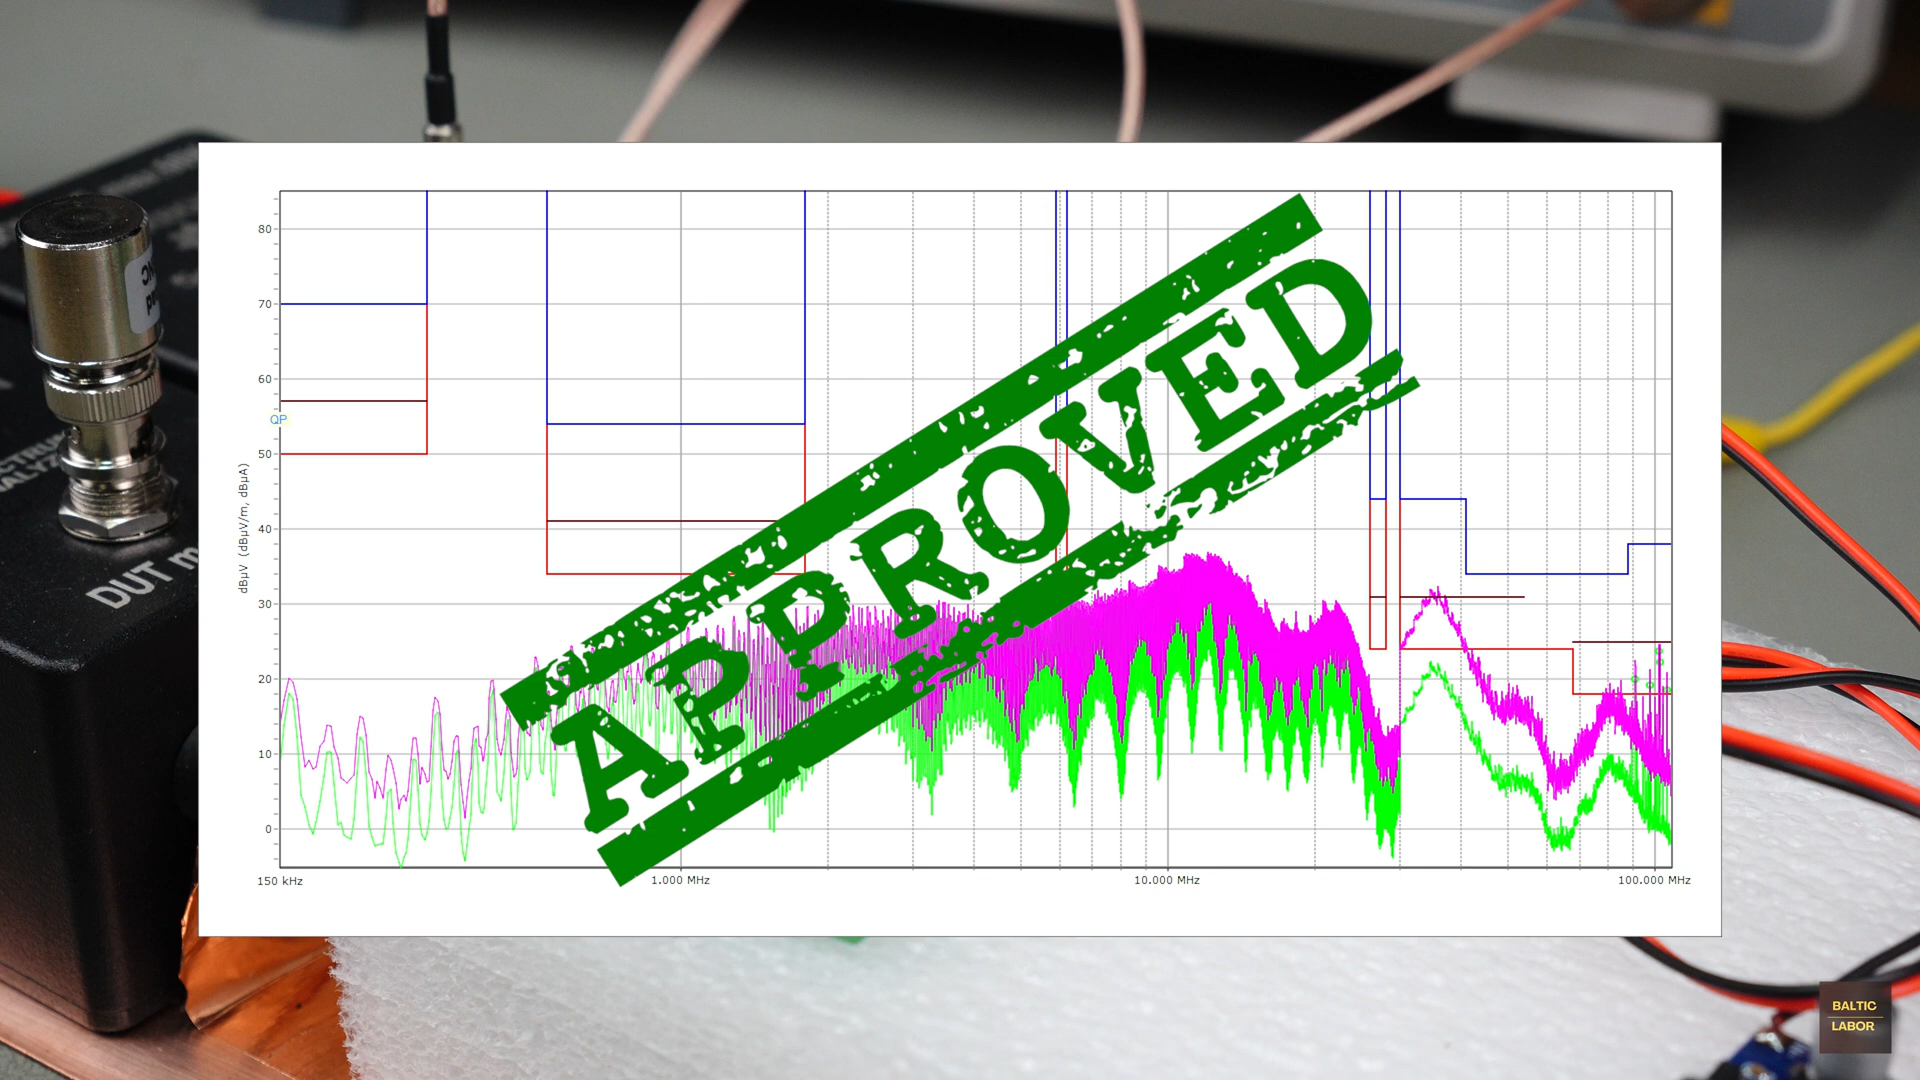 80
70
60
QP
50
40
30
20
10
0
dBµV (dBµV/m, dBµA)
150 kHz
1.000 MHz
10.000 MHz
100.000 MHz
APPROVED
DUT
BALTIC
LABOR